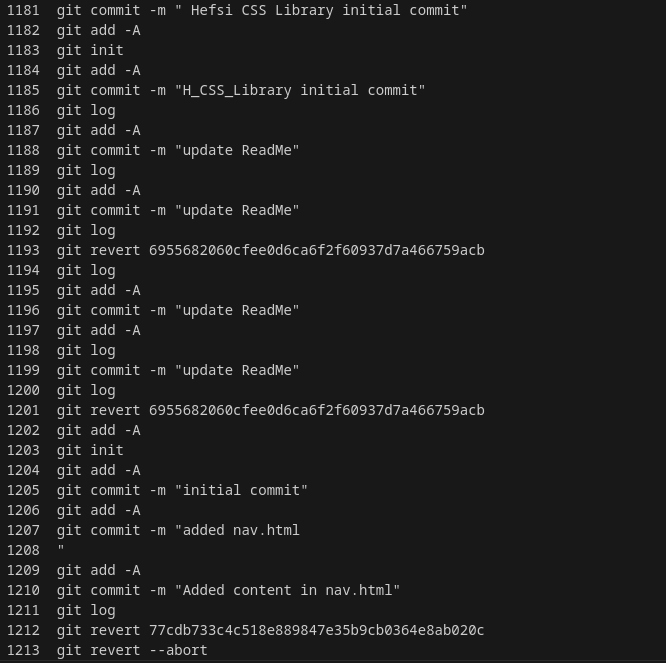 1181 git commit -m " Hefsi CSS Library initial commit"
1182 git add -A
1183 git init
1184 git add -A
1185 git commit -m "H_CSS_Library initial commit"
1186 git log
1187 git add -A
1188 git commit -m "update ReadMe"
1189 git log
1190 git add -A
1191 git commit -m "update ReadMe"
1192 git log
1193 git revert 6955682060cfee0d6ca6f2f60937d7a466759acb
1194 git log
1195 git add -A
1196 git commit -m "update ReadMe"
1197 git add -A
1198 git log
1199 git commit -m "update ReadMe"
1200 git log
1201 git revert 6955682060cfee0d6ca6f2f60937d7a466759acb
1202 git add -A
1203 git init
1204 git add -A
1205 git commit -m "initial commit"
1206 git add -A
1207 git commit -m "added nav.html
1208 "
1209 git add -A
1210 git commit -m "Added content in nav.html"
1211 git log
1212 git revert 77cdb733c4c518e889847e35b9cb0364e8ab020c
1213 git revert --abort